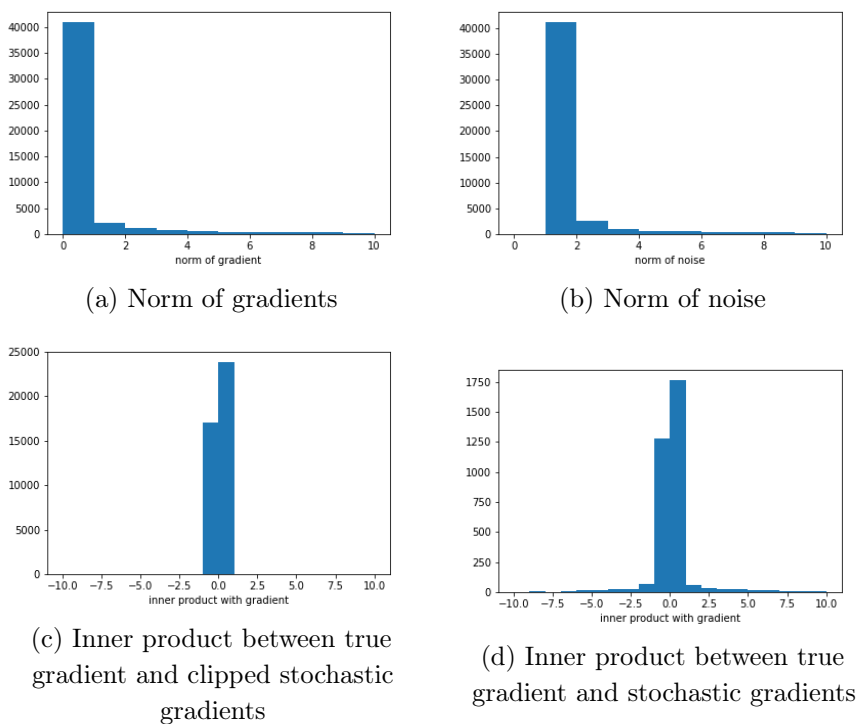 40000
35000
30000
25000
20000
15000
10000
5000
0
0 2 4 6 8 10
norm of gradient
(a) Norm of gradients
40000
35000
30000
25000
20000
15000
10000
5000
0
0 2 4 6 8 10
norm of noise
(b) Norm of noise
25000
20000
15000
10000
5000
0
−10.0 −7.5 −5.0 −2.5 0.0 2.5 5.0 7.5 10.0
inner product with gradient
(c) Inner product between true
gradient and clipped stochastic
gradients
1750
1500
1250
1000
750
500
250
0
−10.0 −7.5 −5.0 −2.5 0.0 2.5 5.0 7.5 10.0
inner product with gradient
(d) Inner product between true
gradient and stochastic gradients